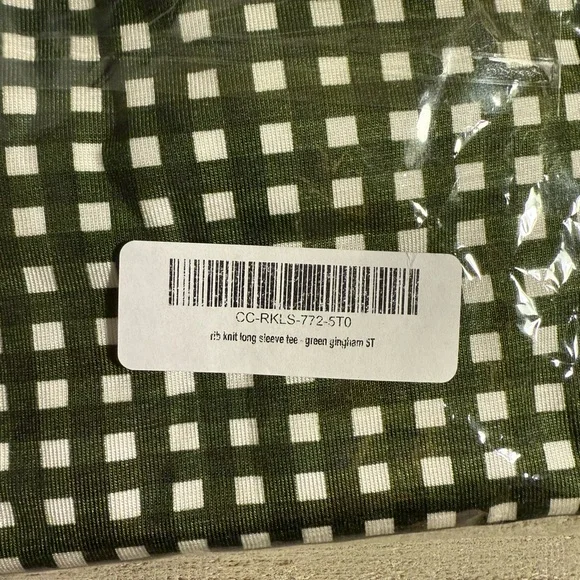 CC-RKLS-772-5T0
rib knit long sleeve tee - green gingham 5T